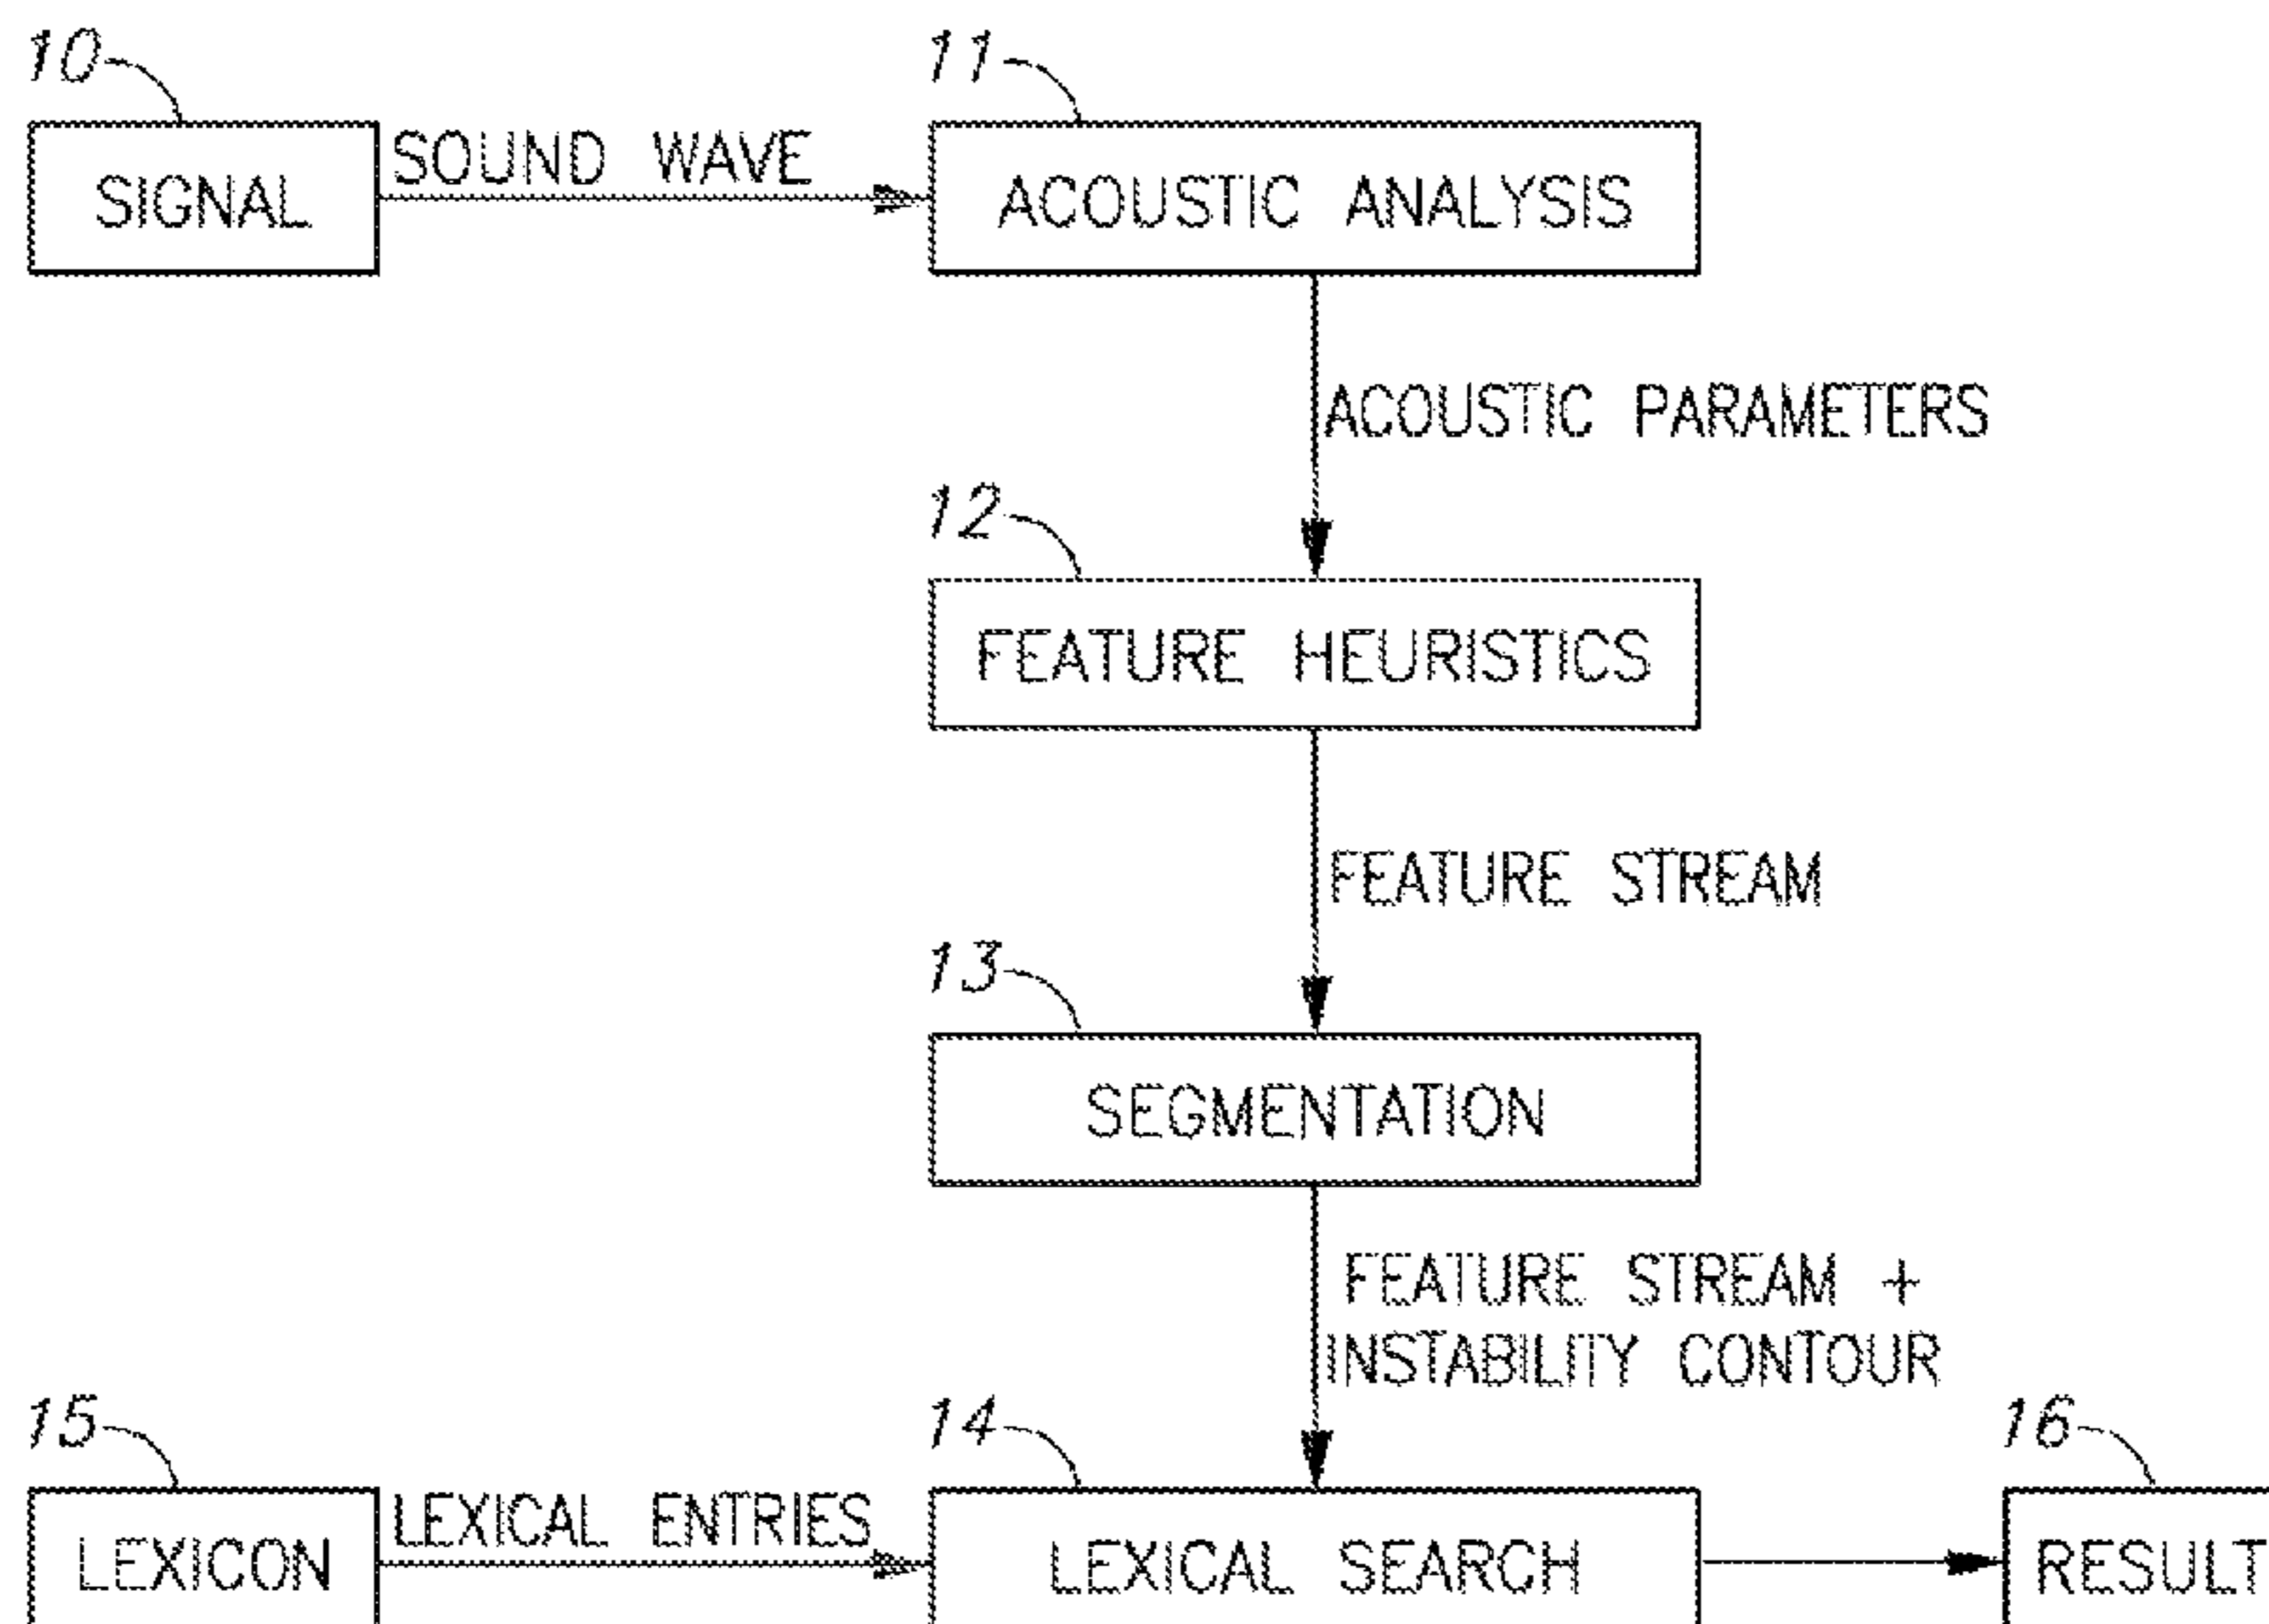 10
11
SIGNAL
SOUND WAVE
ACOUSTIC ANALYSIS
ACOUSTIC PARAMETERS
12
FEATURE HEURISTICS
FEATURE STREAM
13
SEGMENTATION
FEATURE STREAM +
INSTABILITY CONTOUR
15
14
16
LEXICON
LEXICAL ENTRIES
LEXICAL SEARCH
RESULT